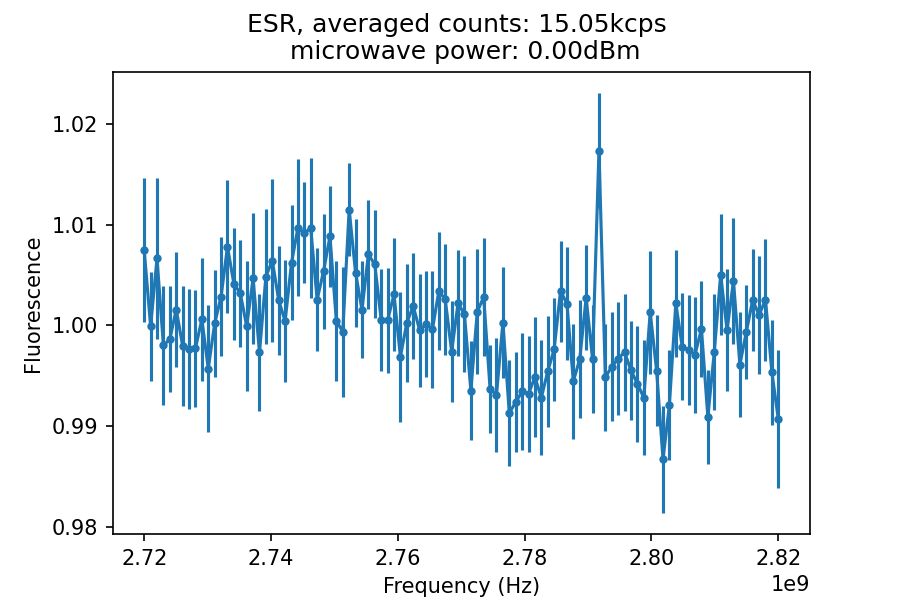 ESR, averaged counts: 15.05kcps
microwave power: 0.00dBm
Fluorescence
1.02
1.01
1.00
0.99
0.98
2.72 2.74 2.76 2.78 2.80 2.82
Frequency (Hz)
1e9